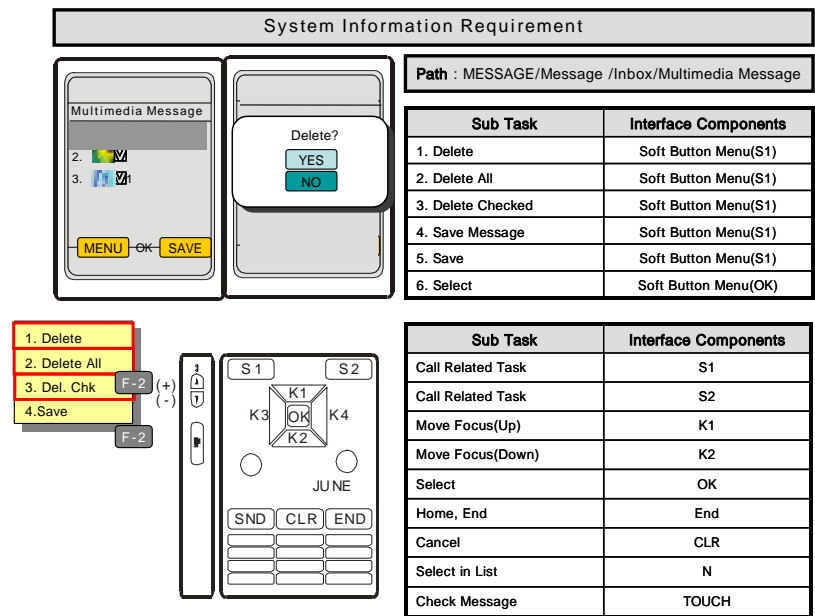 System Information Requirement
Path : MESSAGE/Message /Inbox/Multimedia Message
Multimedia Message
2.
3. 1
MENU OK SAVE
Delete?
YES
NO
Sub Task Interface Components
1. Delete Soft Button Menu(S1)
2. Delete All Soft Button Menu(S1)
3. Delete Checked Soft Button Menu(S1)
4. Save Message Soft Button Menu(S1)
5. Save Soft Button Menu(S1)
6. Select Soft Button Menu(OK)
1. Delete
2. Delete All
3. Del. Chk
4.Save
F-2 (+)
(-)
F-2
S1 S2
K1
K3 OK K4
K2
JUNE
SND CLR END
Sub Task Interface Components
Call Related Task S1
Call Related Task S2
Move Focus(Up) K1
Move Focus(Down) K2
Select OK
Home, End End
Cancel CLR
Select in List N
Check Message TOUCH